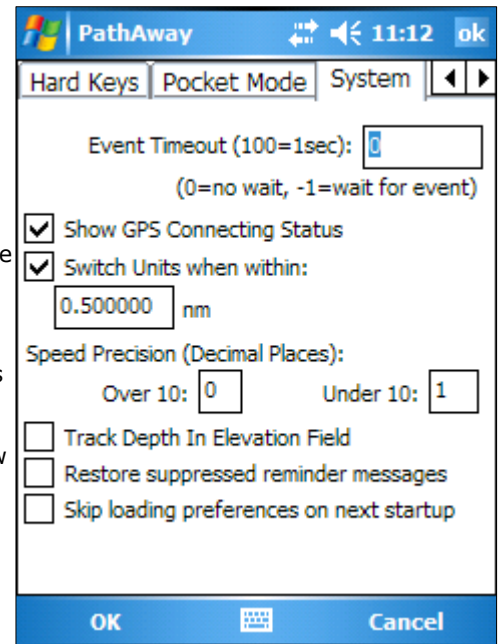 PathAway 11:12 ok
Hard Keys Pocket Mode System
Event Timeout (100=1sec): 0
(0=no wait, -1=wait for event)
Show GPS Connecting Status
e
Switch Units when within:
0.500000 nm
Speed Precision (Decimal Places):
s
Over 10: 0 Under 10: 1
Track Depth In Elevation Field
w
Restore suppressed reminder messages
Skip loading preferences on next startup
OK Cancel